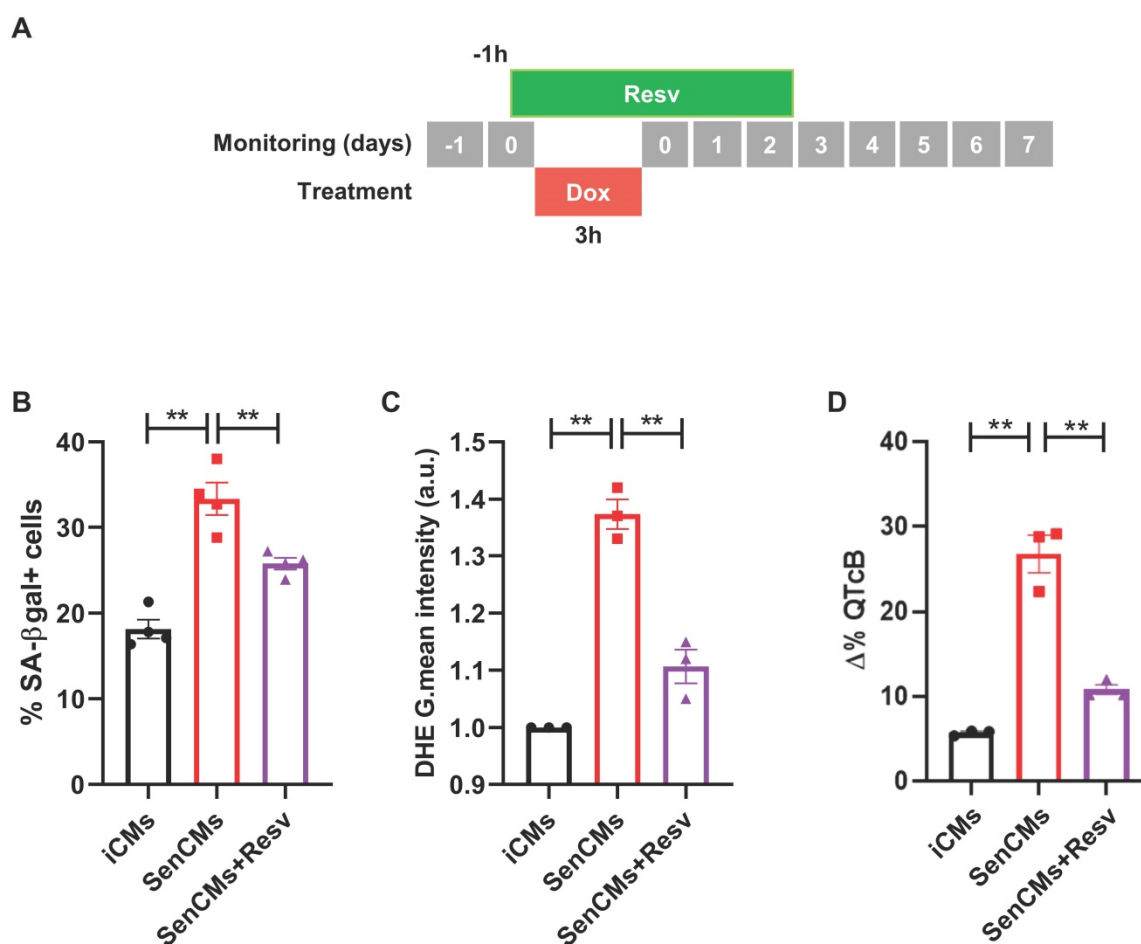 A
-1h
Resv
Monitoring (days) -1 0 0 1 2 3 4 5 6 7
Treatment Dox
3h
B
** **
% SA-βgal+ cells
40
30
20
10
0
iCMs
SenCMs
SenCMs+Resv
C
** **
DHE G.mean intensity (a.u.)
1.5
1.4
1.3
1.2
1.1
1.0
0.9
iCMs
SenCMs
SenCMs+Resv
D
** **
Δ% QTcB
40
30
20
10
0
iCMs
SenCMs
SenCMs+Resv